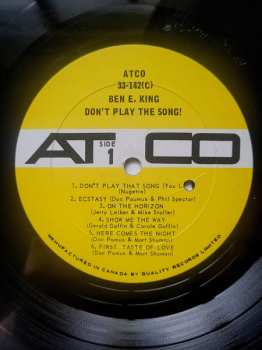 ATCO
33-142(C)
BEN E. KING
DON'T PLAY THE SONG!
SIDE
1
ATCO
1. DON'T PLAY THAT SONG (You L
(Nugetre)
2. ECSTASY (Doc Pomus & Phil Spector)
3. ON THE HORIZON
(Jerry Leiber & Mike Stoller)
4. SHOW ME THE WAY
(Gerald Goffin & Carole Goffin)
5. HERE COMES THE NIGHT
(Doc Pomus & Mort Shuman)
6. FIRST TASTE OF LOVE
(Doc Pomus & Mort Shuman)
MANUFACTURED IN CANADA BY QUALITY RECORDS LIMITED